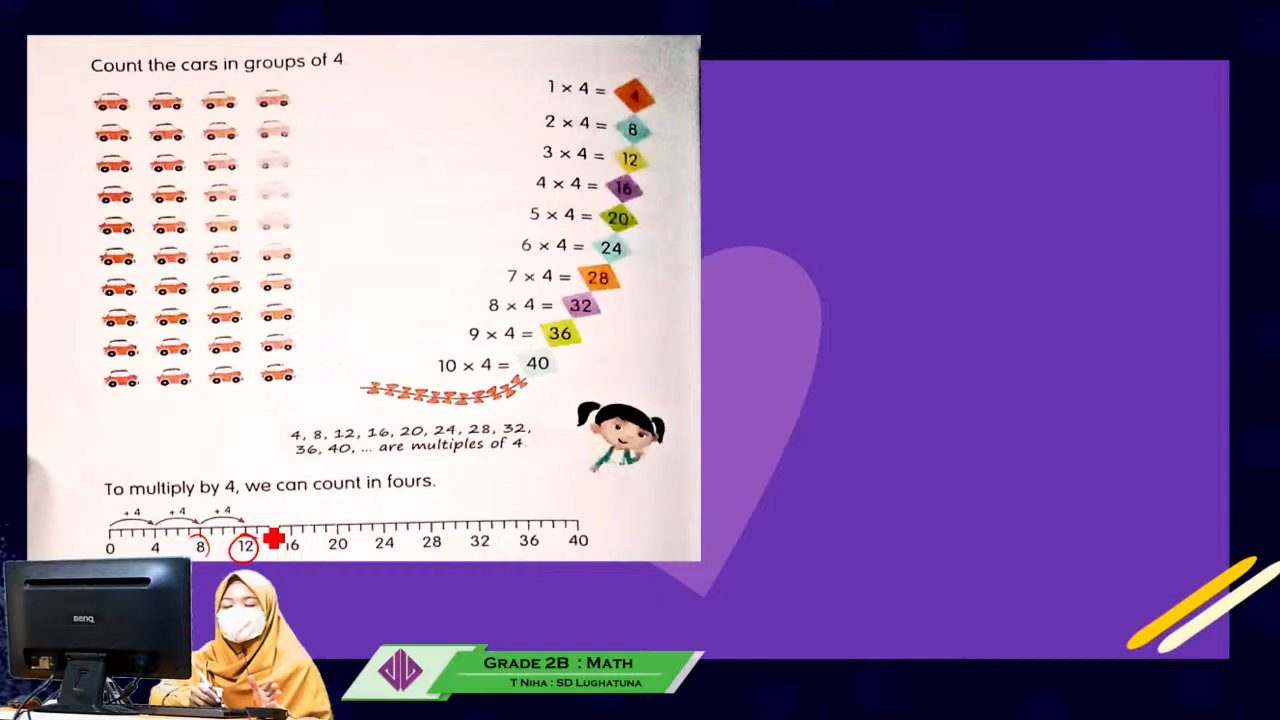 Count the cars in groups of 4
1 × 4 = 4
2 × 4 = 8
3 × 4 = 12
4 × 4 = 16
5 × 4 = 20
6 × 4 = 24
7 × 4 = 28
8 × 4 = 32
9 × 4 = 36
10 × 4 = 40
4, 8, 12, 16, 20, 24, 28, 32,
36, 40, ... are multiples of 4.
To multiply by 4, we can count in fours.
+ 4 + 4 + 4
0 4 8 12 16 20 24 28 32 36 40
BENQ
GRADE 2B : MATH
T NIHA : SD LUGHATUNA